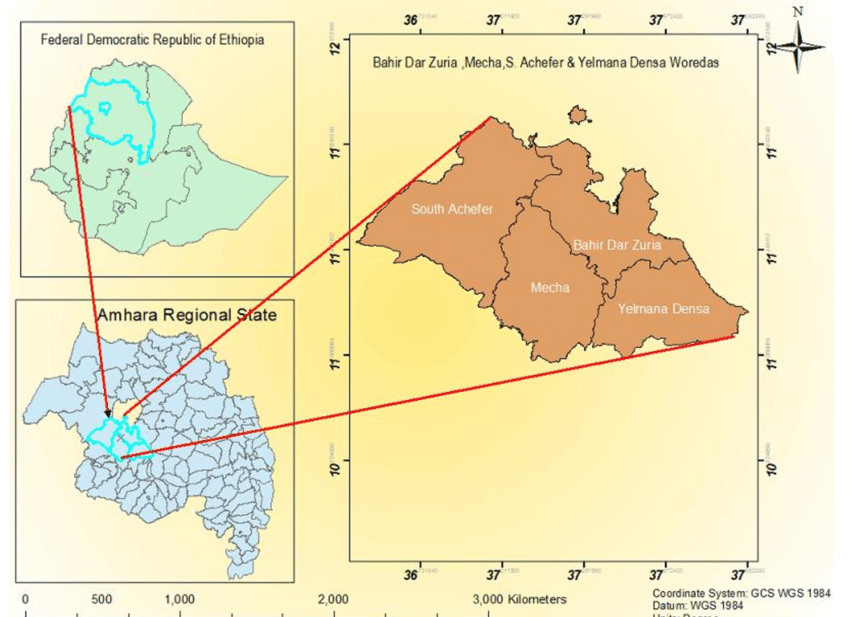 Federal Democratic Republic of Ethiopia
Amhara Regional State
N
36 37 37 37 37
Bahir Dar Zuria ,Mecha,S. Achefer & Yelmana Densa Woredas
12 12
11 11
South Achefer
Bahir Dar Zuria
11 11
Mecha
Yelmana Densa
11 11
10 10
36 37 37 37 37
0 500 1,000 2,000 3,000 Kilometers
Coordinate System: GCS WGS 1984
Datum: WGS 1984